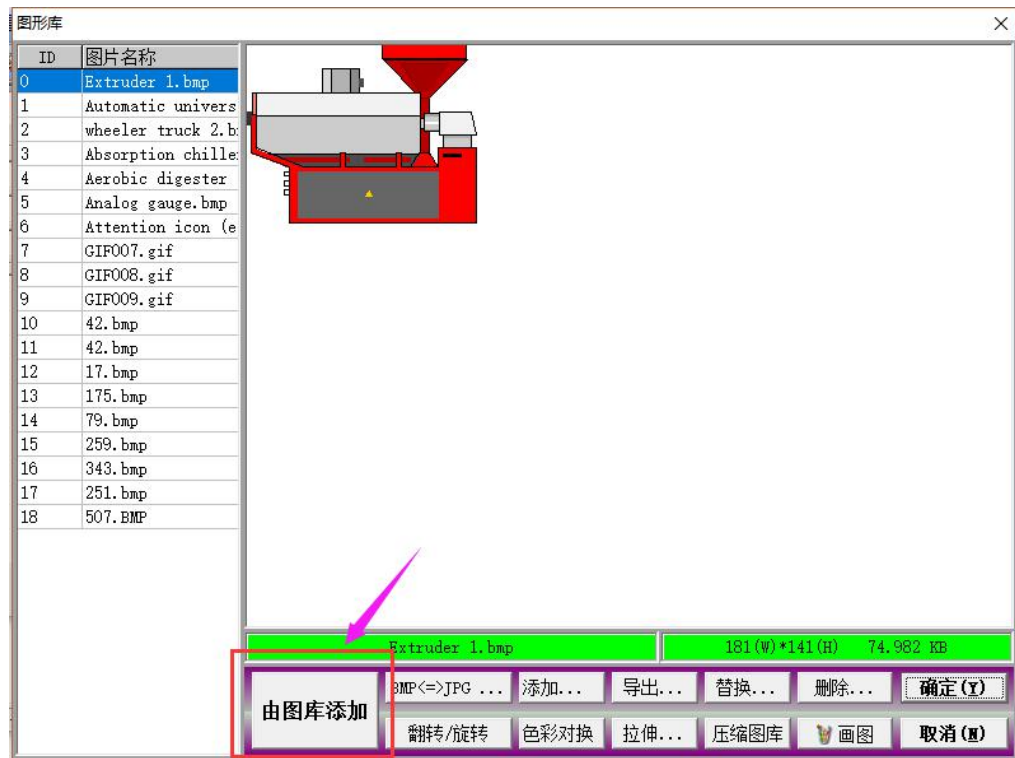 图形库
ID 图片名称
0 Extruder 1.bmp
1 Automatic univers
2 wheeler truck 2.b
3 Absorption chille
4 Aerobic digester
5 Analog gauge.bmp
6 Attention icon (e
7 GIF007.gif
8 GIF008.gif
9 GIF009.gif
10 42.bmp
11 42.bmp
12 17.bmp
13 175.bmp
14 79.bmp
15 259.bmp
16 343.bmp
17 251.bmp
18 507.BMP
Extruder 1.bmp 181(W)*141(H) 74.982 KB
由图库添加
BMP<=>JPG ... 添加... 导出... 替换... 删除... 确定(Y)
翻转/旋转 色彩对换 拉伸... 压缩图库 画图 取消(N)